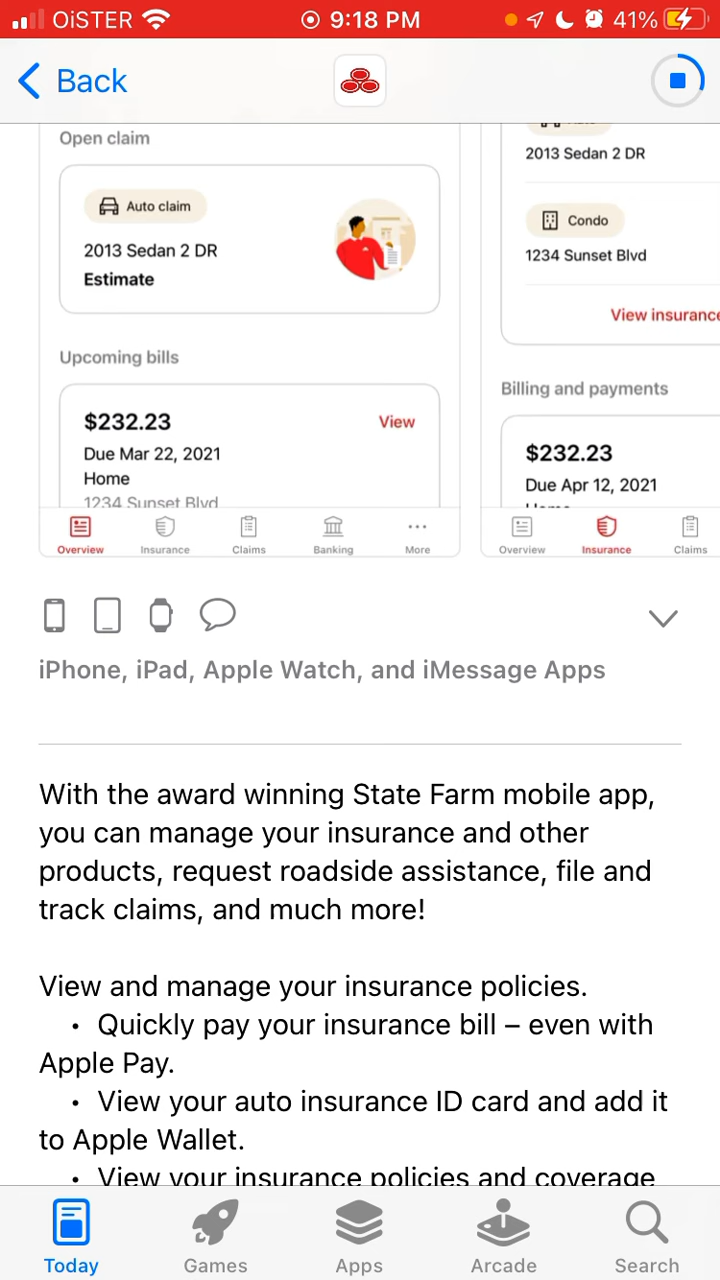 OiSTER 9:18 PM 41%
Back
Open claim
Auto claim
2013 Sedan 2 DR
Estimate
Upcoming bills
$232.23 View
Due Mar 22, 2021
Home
1234 Sunset Blvd
Overview Insurance Claims Banking More
2013 Sedan 2 DR
Condo
1234 Sunset Blvd
View insurance
Billing and payments
$232.23
Due Apr 12, 2021
Overview Insurance Claims
iPhone, iPad, Apple Watch, and iMessage Apps
With the award winning State Farm mobile app,
you can manage your insurance and other
products, request roadside assistance, file and
track claims, and much more!
View and manage your insurance policies.
• Quickly pay your insurance bill – even with
Apple Pay.
• View your auto insurance ID card and add it
to Apple Wallet.
• View your insurance policies and coverage
Today Games Apps Arcade Search